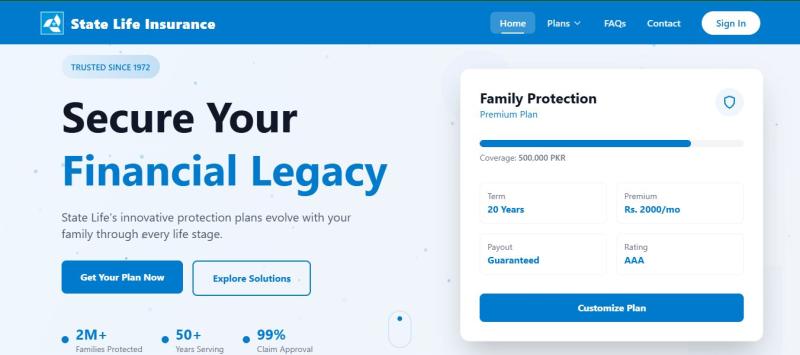 State Life Insurance
Home
Plans
FAQs
Contact
Sign In
TRUSTED SINCE 1972
Secure Your
Financial Legacy
State Life's innovative protection plans evolve with your
family through every life stage.
Get Your Plan Now
Explore Solutions
2M+
Families Protected
50+
Years Serving
99%
Claim Approval
Family Protection
Premium Plan
Coverage: 500,000 PKR
Term
20 Years
Premium
Rs. 2000/mo
Payout
Guaranteed
Rating
AAA
Customize Plan